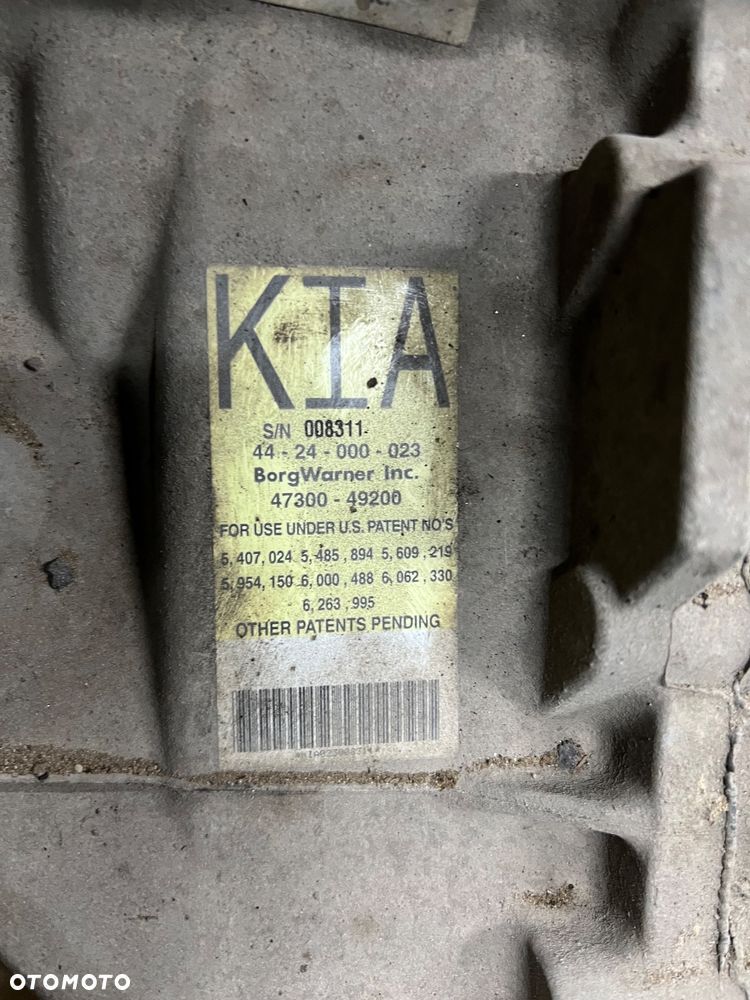 KIA
S/N 008311
44 - 24 - 000 - 023
BorgWarner Inc.
47300 - 49200
FOR USE UNDER U.S. PATENT NO'S
5, 407, 024 5, 485, 894 5, 609, 219
5, 954, 150 6, 000, 488 6, 062, 330
6, 263, 995
OTHER PATENTS PENDING
OTOMOTO